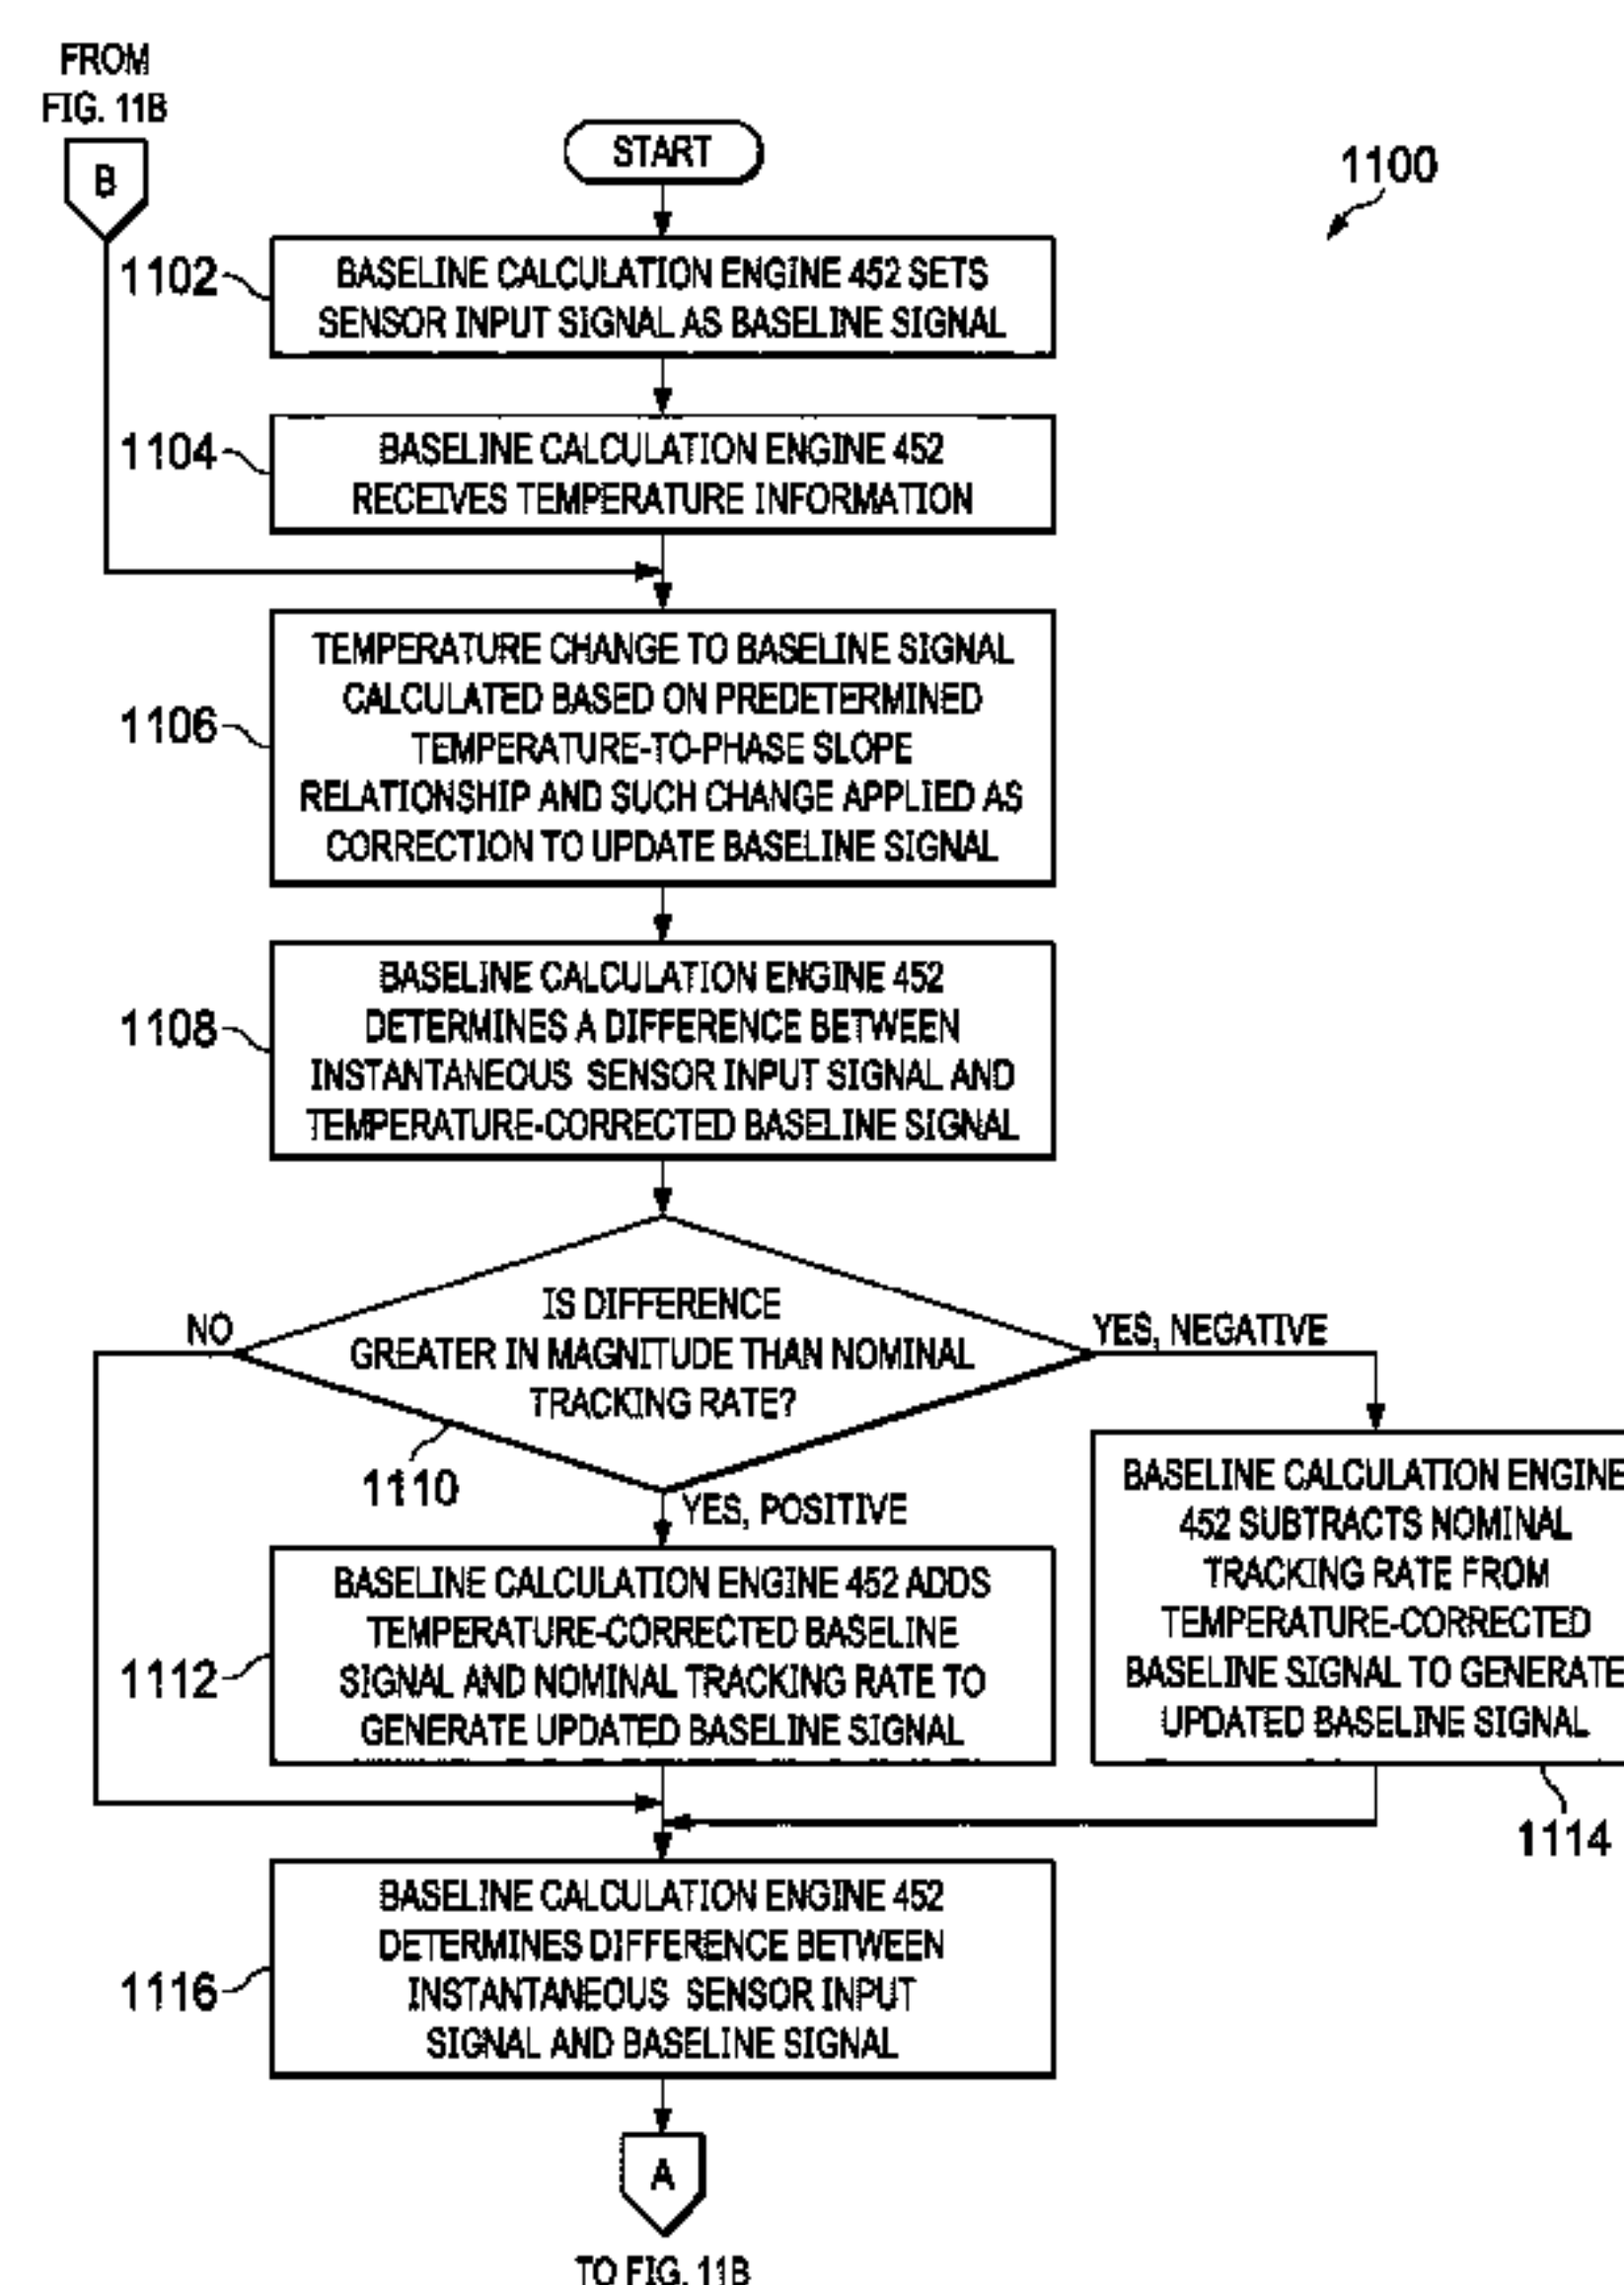 FROM
FIG. 11B
B
START
1100
1102
BASELINE CALCULATION ENGINE 452 SETS
SENSOR INPUT SIGNAL AS BASELINE SIGNAL
1104
BASELINE CALCULATION ENGINE 452
RECEIVES TEMPERATURE INFORMATION
1106
TEMPERATURE CHANGE TO BASELINE SIGNAL
CALCULATED BASED ON PREDETERMINED
TEMPERATURE-TO-PHASE SLOPE
RELATIONSHIP AND SUCH CHANGE APPLIED AS
CORRECTION TO UPDATE BASELINE SIGNAL
1108
BASELINE CALCULATION ENGINE 452
DETERMINES A DIFFERENCE BETWEEN
INSTANTANEOUS SENSOR INPUT SIGNAL AND
TEMPERATURE-CORRECTED BASELINE SIGNAL
IS DIFFERENCE
GREATER IN MAGNITUDE THAN NOMINAL
TRACKING RATE?
NO
YES, NEGATIVE
1110
YES, POSITIVE
1112
BASELINE CALCULATION ENGINE 452 ADDS
TEMPERATURE-CORRECTED BASELINE
SIGNAL AND NOMINAL TRACKING RATE TO
GENERATE UPDATED BASELINE SIGNAL
BASELINE CALCULATION ENGINE
452 SUBTRACTS NOMINAL
TRACKING RATE FROM
TEMPERATURE-CORRECTED
BASELINE SIGNAL TO GENERATE
UPDATED BASELINE SIGNAL
1114
1116
BASELINE CALCULATION ENGINE 452
DETERMINES DIFFERENCE BETWEEN
INSTANTANEOUS SENSOR INPUT
SIGNAL AND BASELINE SIGNAL
A
TO FIG. 11B